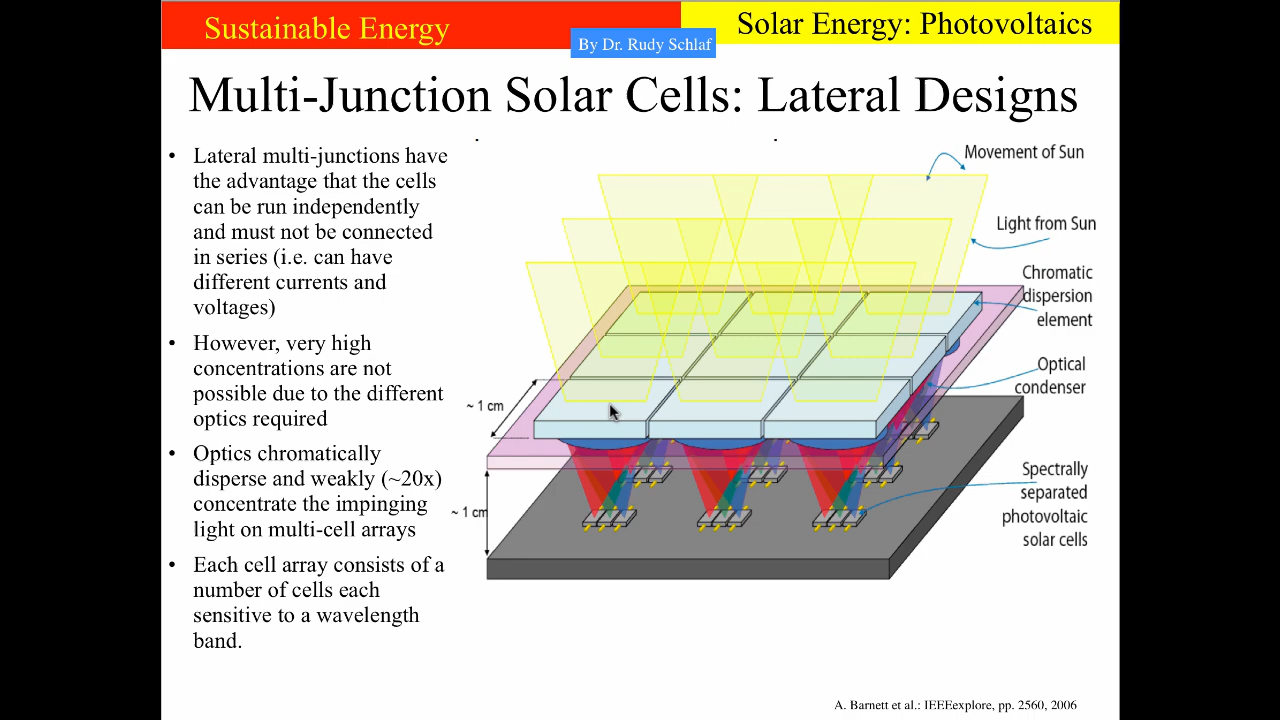 Sustainable Energy
Solar Energy: Photovoltaics
By Dr. Rudy Schlaf
Multi-Junction Solar Cells: Lateral Designs
• Lateral multi-junctions have
the advantage that the cells
can be run independently
and must not be connected
in series (i.e. can have
different currents and
voltages)
• However, very high
concentrations are not
possible due to the different
optics required
• Optics chromatically
disperse and weakly (~20x)
concentrate the impinging
light on multi-cell arrays
• Each cell array consists of a
number of cells each
sensitive to a wavelength
band.
Movement of Sun
Light from Sun
Chromatic
dispersion
element
Optical
condenser
~ 1 cm
~ 1 cm
Spectrally
separated
photovoltaic
solar cells
A. Barnett et al.: IEEExplore, pp. 2560, 2006